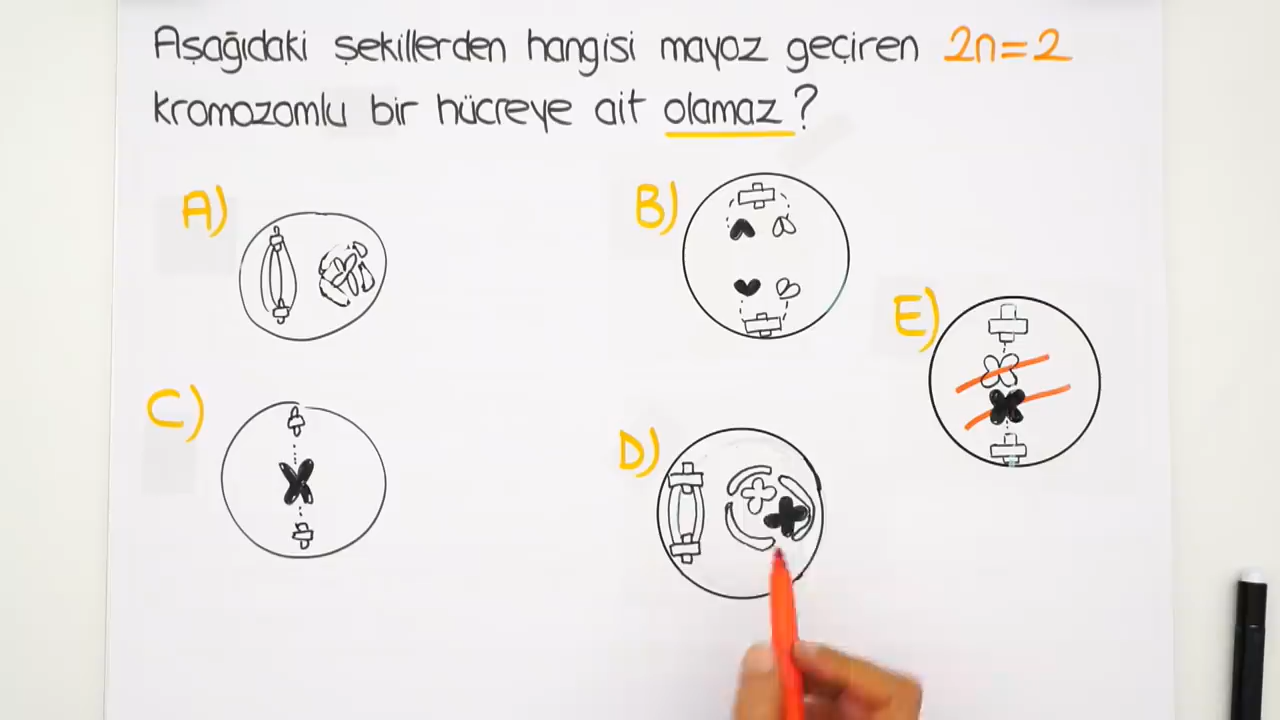 Aşağıdaki şekillerden hangisi mayoz geçiren 2n=2
kromozomlu bir hücreye ait olamaz?
A)
B)
E)
C)
D)